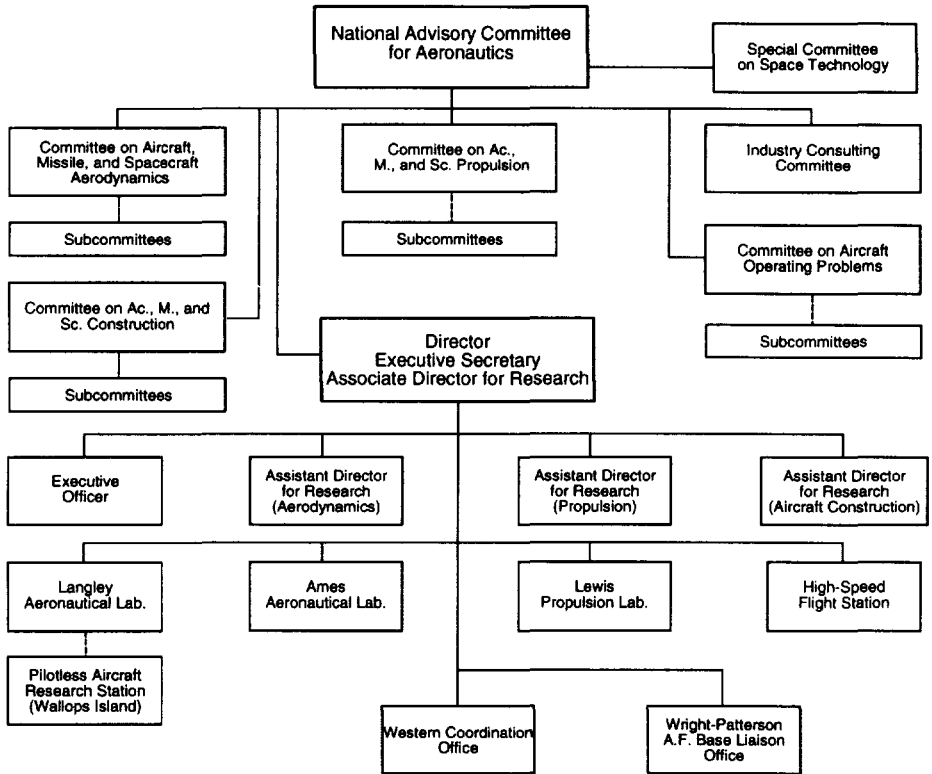 National Advisory Committee
for Aeronautics
Special Committee
on Space Technology
Committee on Aircraft,
Missile, and Spacecraft
Aerodynamics
Committee on Ac.,
M., and Sc. Propulsion
Industry Consulting
Committee
Subcommittees
Subcommittees
Committee on Aircraft
Operating Problems
Committee on Ac., M., and
Sc. Construction
Subcommittees
Director
Executive Secretary
Associate Director for Research
Subcommittees
Executive
Officer
Assistant Director
for Research
(Aerodynamics)
Assistant Director
for Research
(Propulsion)
Assistant Director
for Research
(Aircraft Construction)
Langley
Aeronautical Lab.
Ames
Aeronautical Lab.
Lewis
Propulsion Lab.
High-Speed
Flight Station
Pilotless Aircraft
Research Station
(Wallops Island)
Western Coordination
Office
Wright-Patterson
A.F. Base Liaison
Office